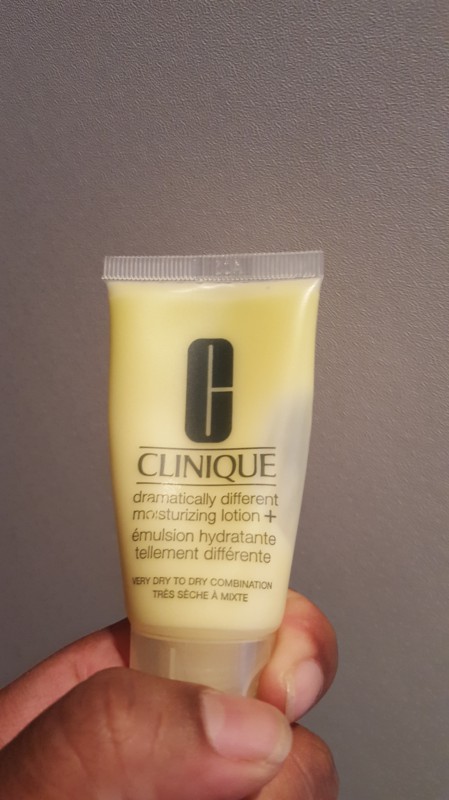 CLINIQUE
dramatically different
moisturizing lotion +
émulsion hydratante
tellement différente
VERY DRY TO DRY COMBINATION
TRÈS SÈCHE À MIXTE